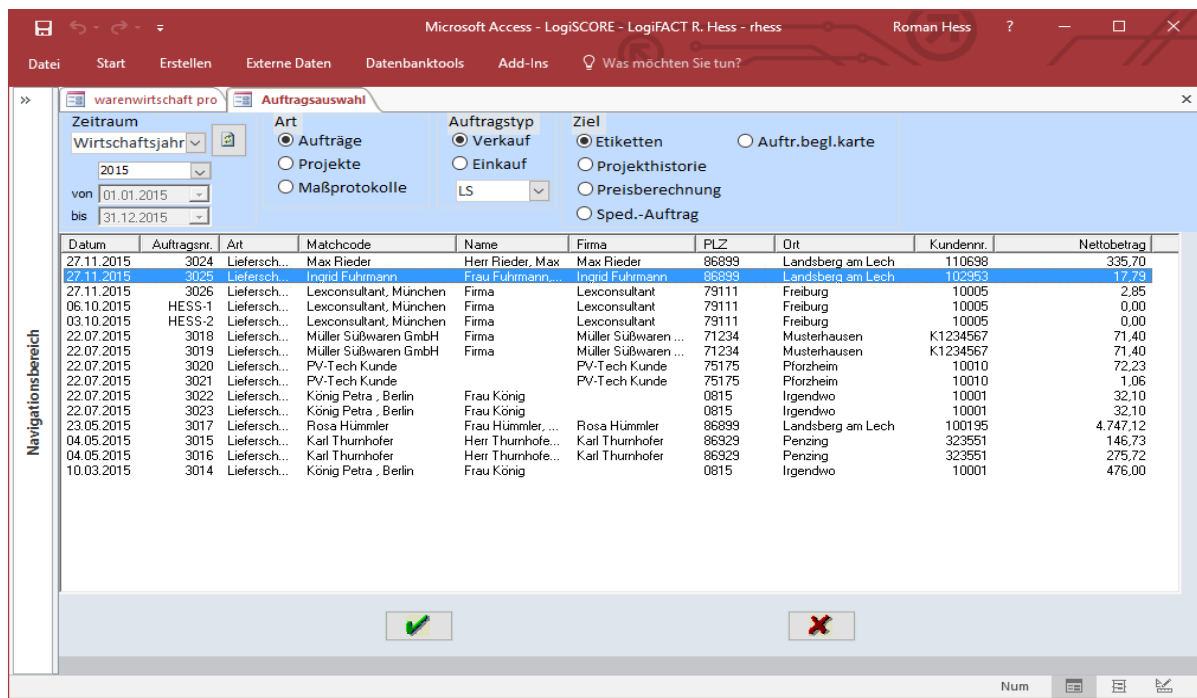 Microsoft Access - LogiSCORE - LogiFACT R. Hess - rhess Roman Hess ?
Datei Start Erstellen Externe Daten Datenbanktools Add-Ins Was möchten Sie tun?
» warenwirtschaft pro Auftragsauswahl
Zeitraum Art Auftragstyp Ziel
Wirtschaftsjahr Aufträge Verkauf Etiketten Auftr.begl.karte
2015 Projekte Einkauf Projekthistorie
von 01.01.2015 Maßprotokolle LS Preisberechnung
bis 31.12.2015 Sped.-Auftrag
Datum Auftragsnr. Art Matchcode Name Firma PLZ Ort Kundennr. Nettobetrag
27.11.2015 3024 Liefersch... Max Rieder Herr Rieder, Max Max Rieder 86899 Landsberg am Lech 110698 335,70
27.11.2015 3025 Liefersch... Ingrid Fuhrmann Frau Fuhrmann,... Ingrid Fuhrmann 86899 Landsberg am Lech 102953 17,79
27.11.2015 3026 Liefersch... Lexconsultant, München Firma Lexconsultant 79111 Freiburg 10005 2,85
06.10.2015 HESS-1 Liefersch... Lexconsultant, München Firma Lexconsultant 79111 Freiburg 10005 0,00
03.10.2015 HESS-2 Liefersch... Lexconsultant, München Firma Lexconsultant 79111 Freiburg 10005 0,00
22.07.2015 3018 Liefersch... Müller Süßwaren GmbH Firma Müller Süßwaren ... 71234 Musterhausen K1234567 71,40
22.07.2015 3019 Liefersch... Müller Süßwaren GmbH Firma Müller Süßwaren ... 71234 Musterhausen K1234567 71,40
22.07.2015 3020 Liefersch... PV-Tech Kunde PV-Tech Kunde 75175 Pforzheim 10010 72,23
22.07.2015 3021 Liefersch... PV-Tech Kunde PV-Tech Kunde 75175 Pforzheim 10010 1,06
22.07.2015 3022 Liefersch... König Petra , Berlin Frau König 0815 Irgendwo 10001 32,10
22.07.2015 3023 Liefersch... König Petra , Berlin Frau König 0815 Irgendwo 10001 32,10
23.05.2015 3017 Liefersch... Rosa Hümmler Frau Hümmler, ... Rosa Hümmler 86899 Landsberg am Lech 100195 4.747,12
04.05.2015 3015 Liefersch... Karl Thurnhofer Herr Thurnhofe... Karl Thurnhofer 86929 Penzing 323551 146,73
04.05.2015 3016 Liefersch... Karl Thurnhofer Herr Thurnhofe... Karl Thurnhofer 86929 Penzing 323551 275,72
10.03.2015 3014 Liefersch... König Petra , Berlin Frau König 0815 Irgendwo 10001 476,00
Navigationsbereich
Num